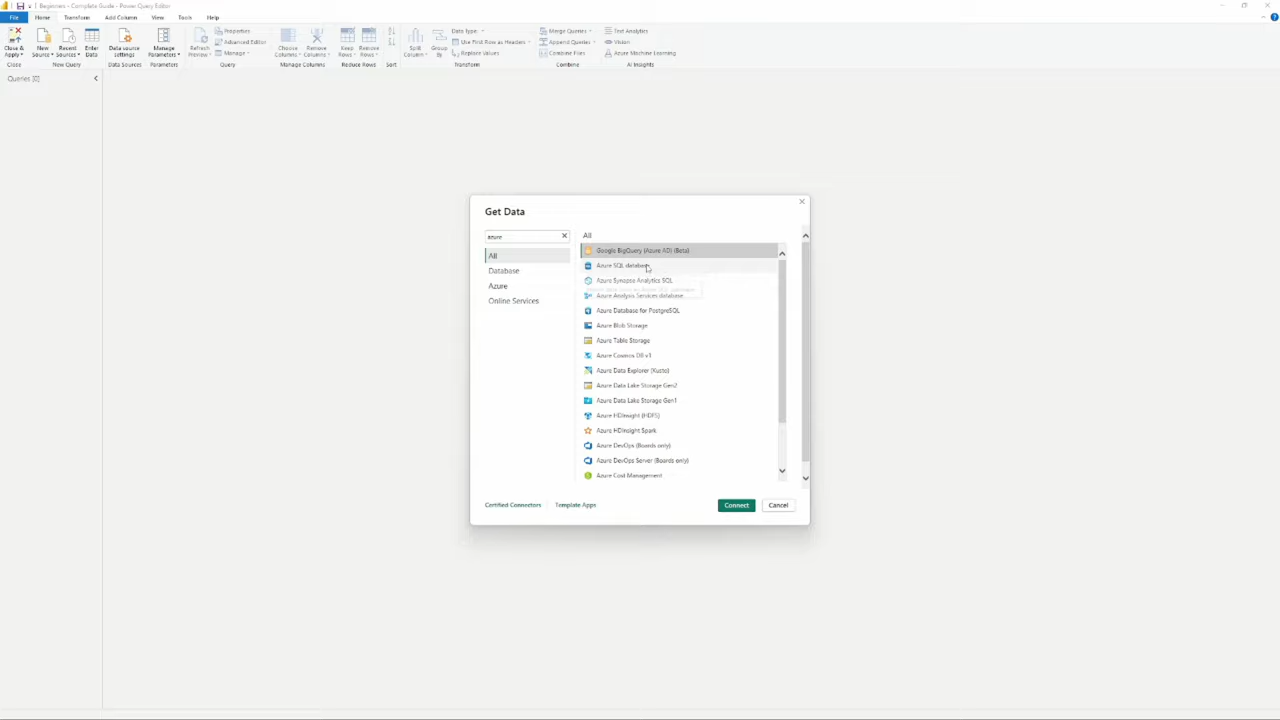 Beginners - Complate Guide - Power Query Editor
File Home Transform Add Column View Tools Help
Close & Apply
New Source
Recent Sources
Enter Data
Data source settings
Manage Parameters
Refresh Preview
Properties
Advanced Editor
Manage
Choose Columns
Remove Columns
Keep Rows
Remove Rows
Split Column
Group By
Data Type:
Use First Row as Headers
Replace Values
Merge Queries
Append Queries
Combine Files
Text Analytics
Vision
Azure Machine Learning
Close New Query Data Sources Parameters Query Manage Columns Reduce Rows Sort Transform Combine AI Insights
Queries [0]
Get Data
azure
All
Database
Azure
Online Services
All
Google BigQuery (Azure AD) (Beta)
Azure SQL database
Azure Synapse Analytics SQL
Azure Analysis Services database
Azure Database for PostgreSQL
Azure Blob Storage
Azure Table Storage
Azure Cosmos DB v1
Azure Data Explorer (Kusto)
Azure Data Lake Storage Gen2
Azure Data Lake Storage Gen1
Azure HDInsight (HDFS)
Azure HDInsight Spark
Azure DevOps (Boards only)
Azure DevOps Server (Boards only)
Azure Cost Management
Certified Connectors Template Apps Connect Cancel